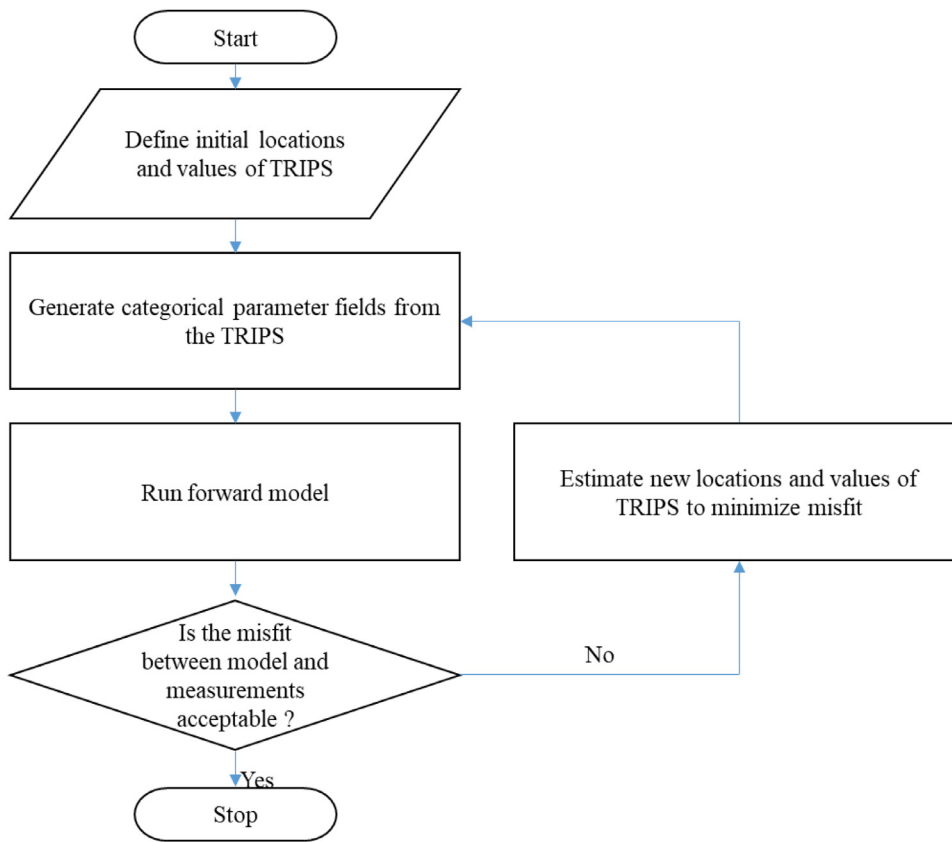 Start
Define initial locations
and values of TRIPS
Generate categorical parameter fields from
the TRIPS
Run forward model
Estimate new locations and values of
TRIPS to minimize misfit
Is the misfit
between model and
measurements
acceptable ?
No
Yes
Stop